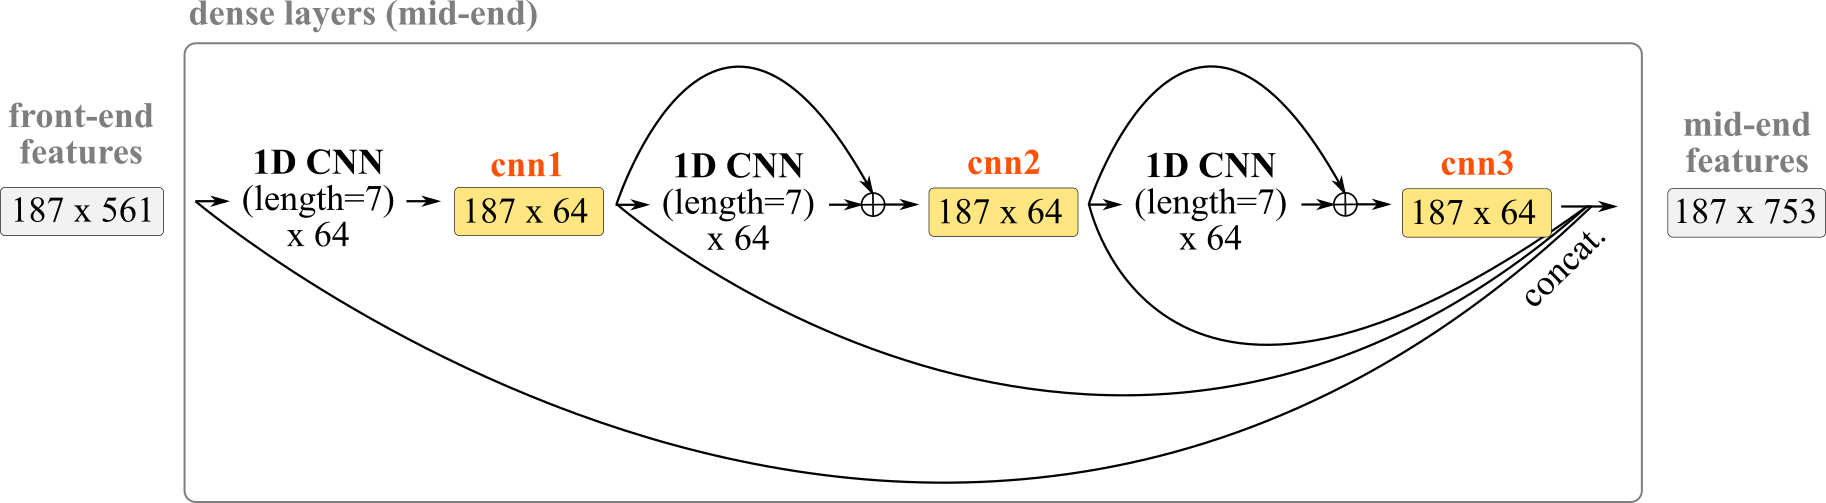 dense layers (mid-end)
front-end
features
187 x 561
1D CNN
(length=7)
x 64
cnn1
187 x 64
1D CNN
(length=7)
x 64
cnn2
187 x 64
1D CNN
(length=7)
x 64
cnn3
187 x 64
concat.
mid-end
features
187 x 753